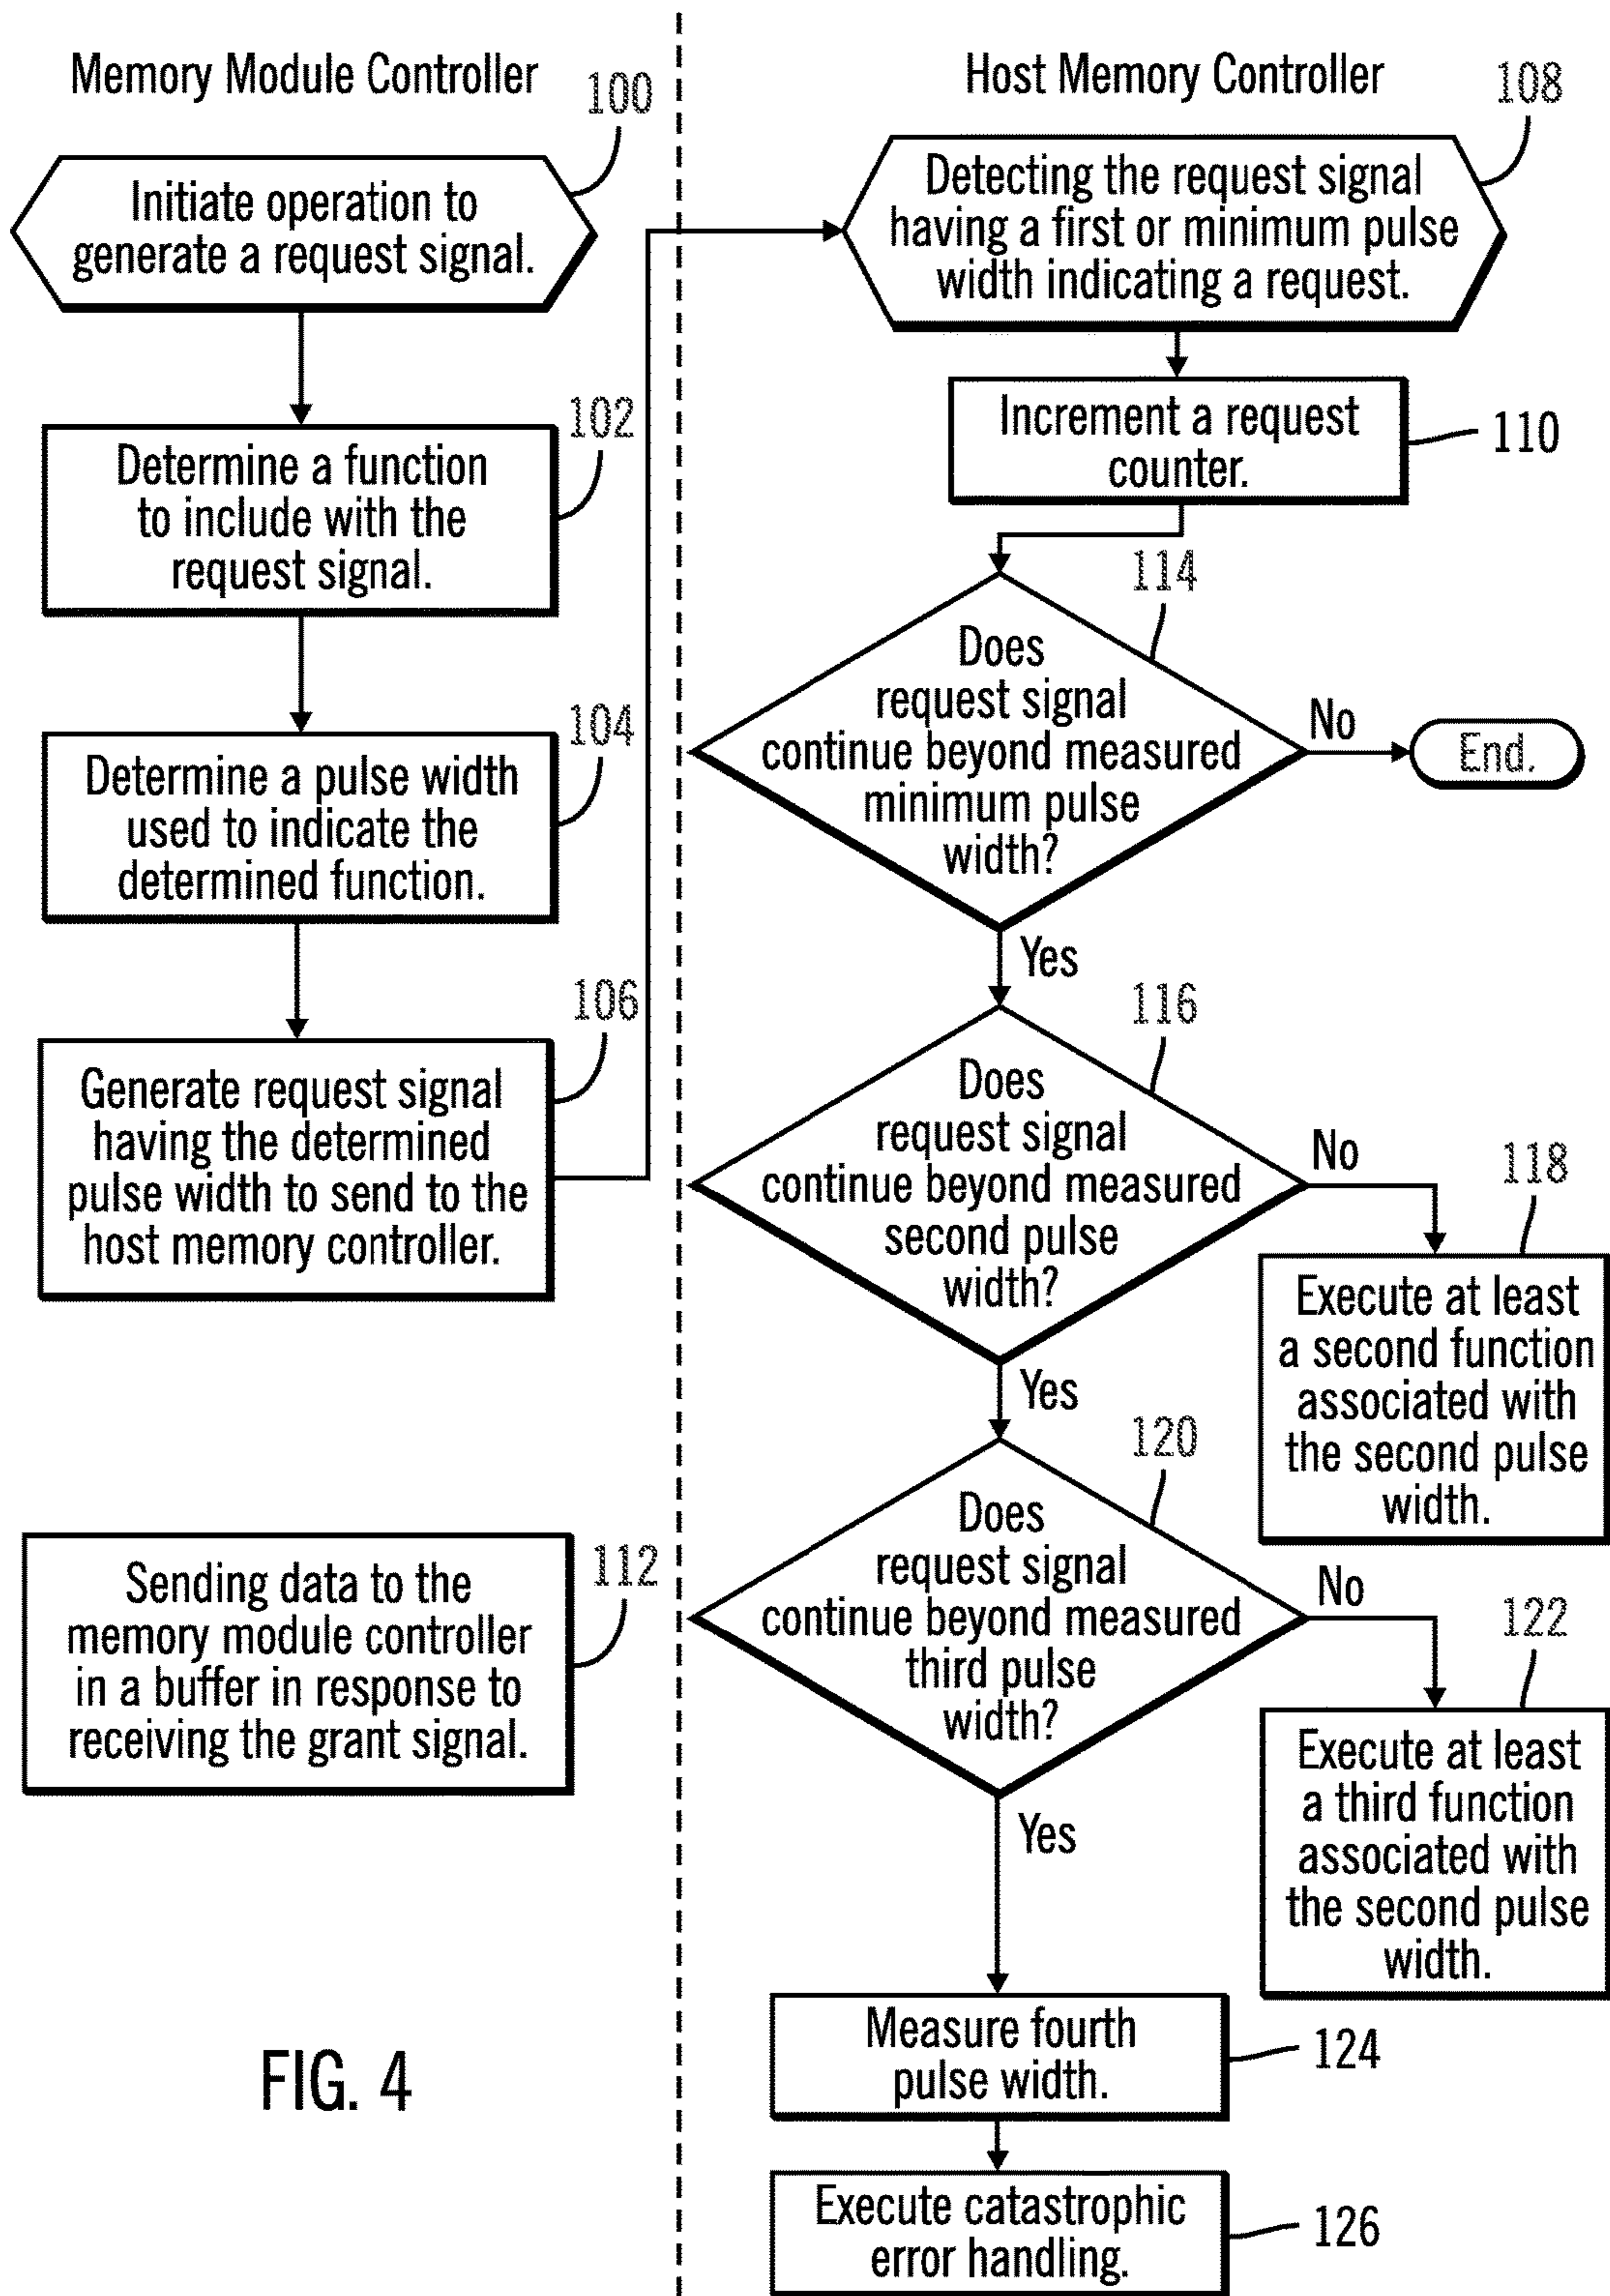 Memory Module Controller
100
Initiate operation to
generate a request signal.
102
Determine a function
to include with the
request signal.
104
Determine a pulse width
used to indicate the
determined function.
106
Generate request signal
having the determined
pulse width to send to the
host memory controller.
112
Sending data to the
memory module controller
in a buffer in response to
receiving the grant signal.
FIG. 4
Host Memory Controller
108
Detecting the request signal
having a first or minimum pulse
width indicating a request.
Increment a request
counter.
110
114
Does
request signal
continue beyond measured
minimum pulse
width?
No
End.
Yes
116
Does
request signal
continue beyond measured
second pulse
width?
No
118
Execute at least
a second function
associated with
the second pulse
width.
Yes
120
Does
request signal
continue beyond measured
third pulse
width?
No
122
Execute at least
a third function
associated with
the second pulse
width.
Yes
Measure fourth
pulse width.
124
Execute catastrophic
error handling.
126